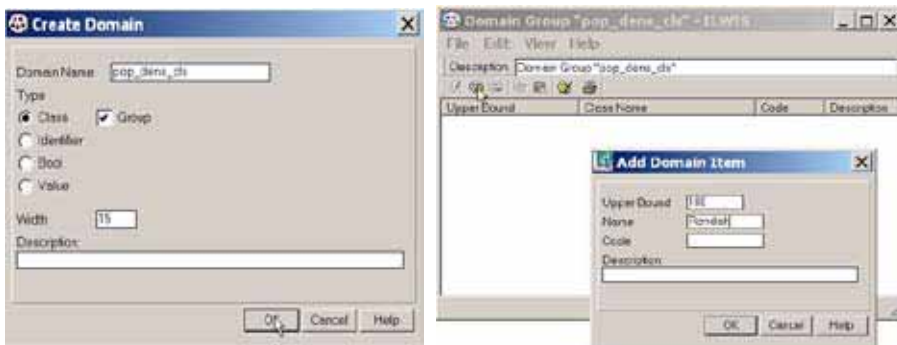 Create Domain
Domain Name pop_dens_cls
Type
Class Group
Identifier
Bool
Value
Width 15
Description:
OK Cancel Help
Domain Group "pop_dens_cls" - ILWIS
File Edit View Help
Description: Domain Group "pop_dens_cls"
Upper Bound Class Name Code Description
Add Domain Item
Upper Bound
Name Rendah
Code
Description:
OK Cancel Help